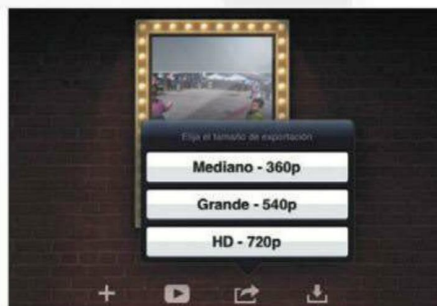 Elija el tamaño de exportación
Mediano - 360p
Grande - 540p
HD - 720p